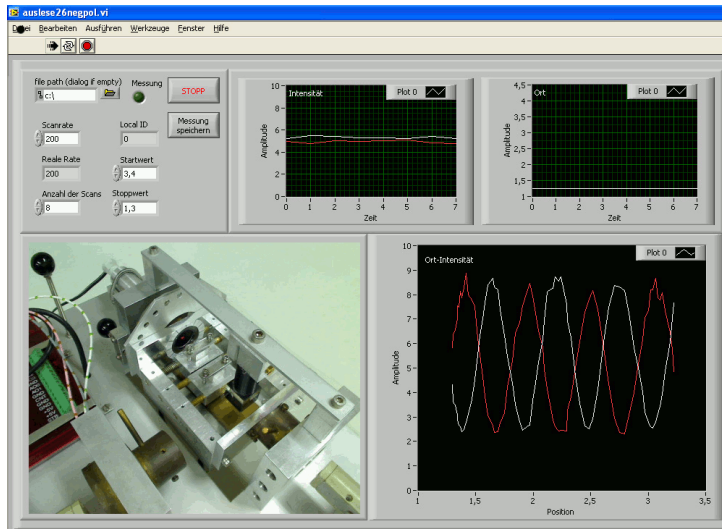 auslese26negpol.vi
Datei Bearbeiten Ausführen Werkzeuge Fenster Hilfe
file path (dialog if empty)
c:\
Messung
STOPP
Scanrate
200
Local ID
0
Messung speichern
Reale Rate
200
Startwert
3,4
Anzahl der Scans
8
Stoppwert
1,3
Intensität
Plot 0
Amplitude
10
8
6
4
2
0
0 1 2 3 4 5 6 7
Zeit
Ort
Plot 0
Amplitude
4,5
4
3,5
3
2,5
2
1,5
1
0 1 2 3 4 5 6 7
Zeit
Ort-Intensität
Plot 0
Amplitude
10
9
8
7
6
5
4
3
2
1
0
1 1,5 2 2,5 3 3,5
Position